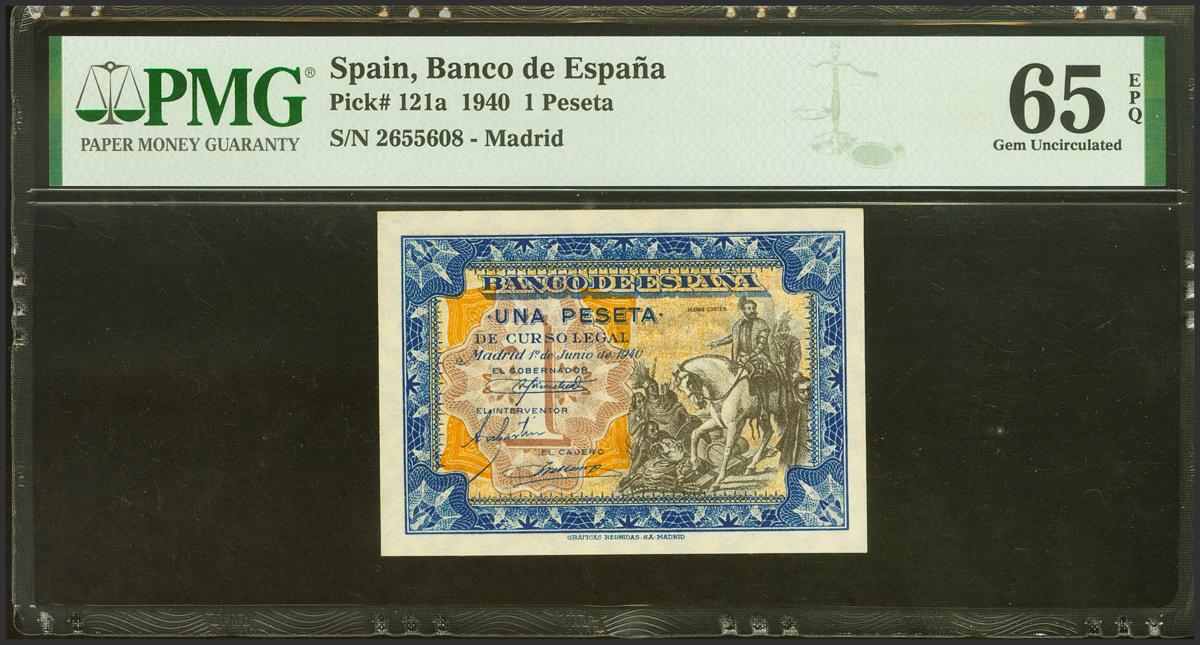 PMG®
PAPER MONEY GUARANTY
Spain, Banco de España
Pick# 121a 1940 1 Peseta
S/N 2655608 - Madrid
65 EPQ
Gem Uncirculated
BANCO DE ESPAÑA
·UNA PESETA·
HERNÁN CORTÉS
DE CURSO LEGAL
Madrid 1º de Junio de 1940
EL GOBERNADOR
1
EL INTERVENTOR
EL CAJERO
GRÁFICAS REUNIDAS, S.A.-MADRID